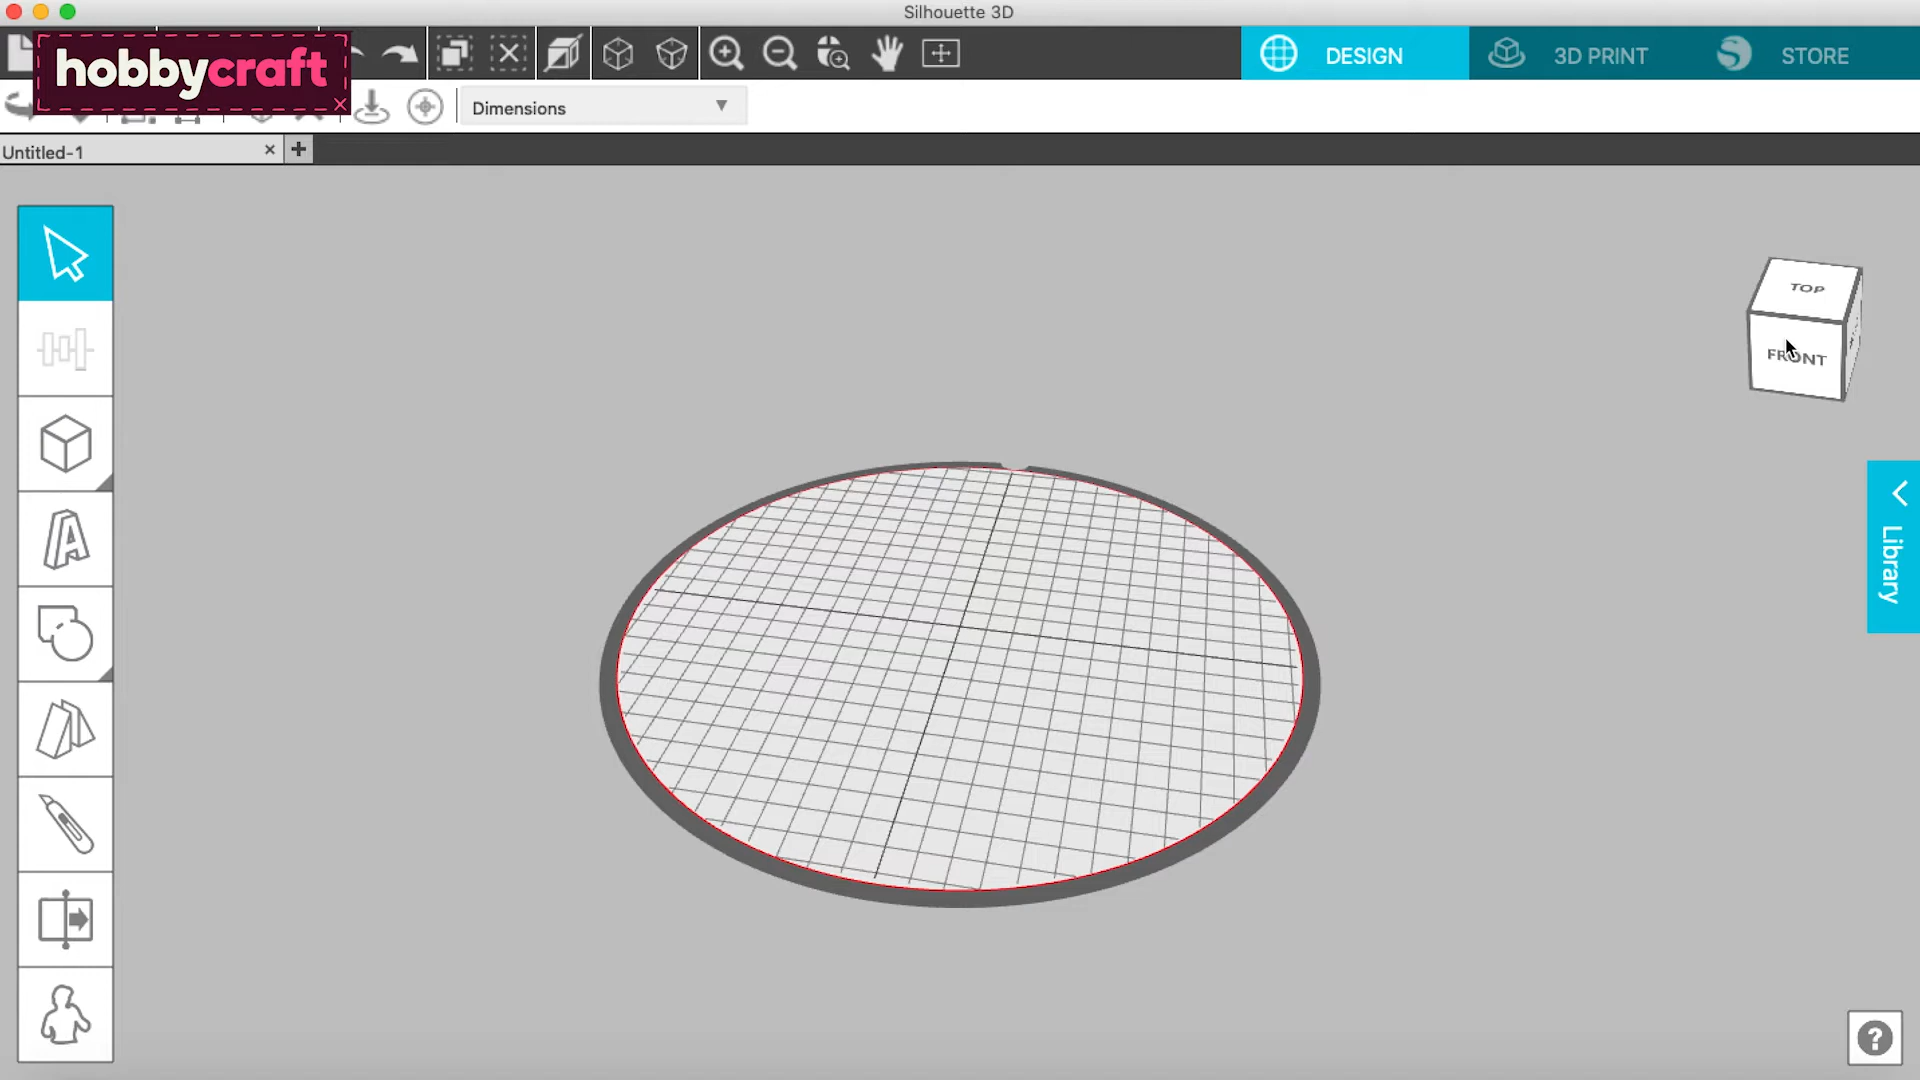 Silhouette 3D
hobbycraft
DESIGN
3D PRINT
STORE
Dimensions
Untitled-1
TOP
FRONT
Library